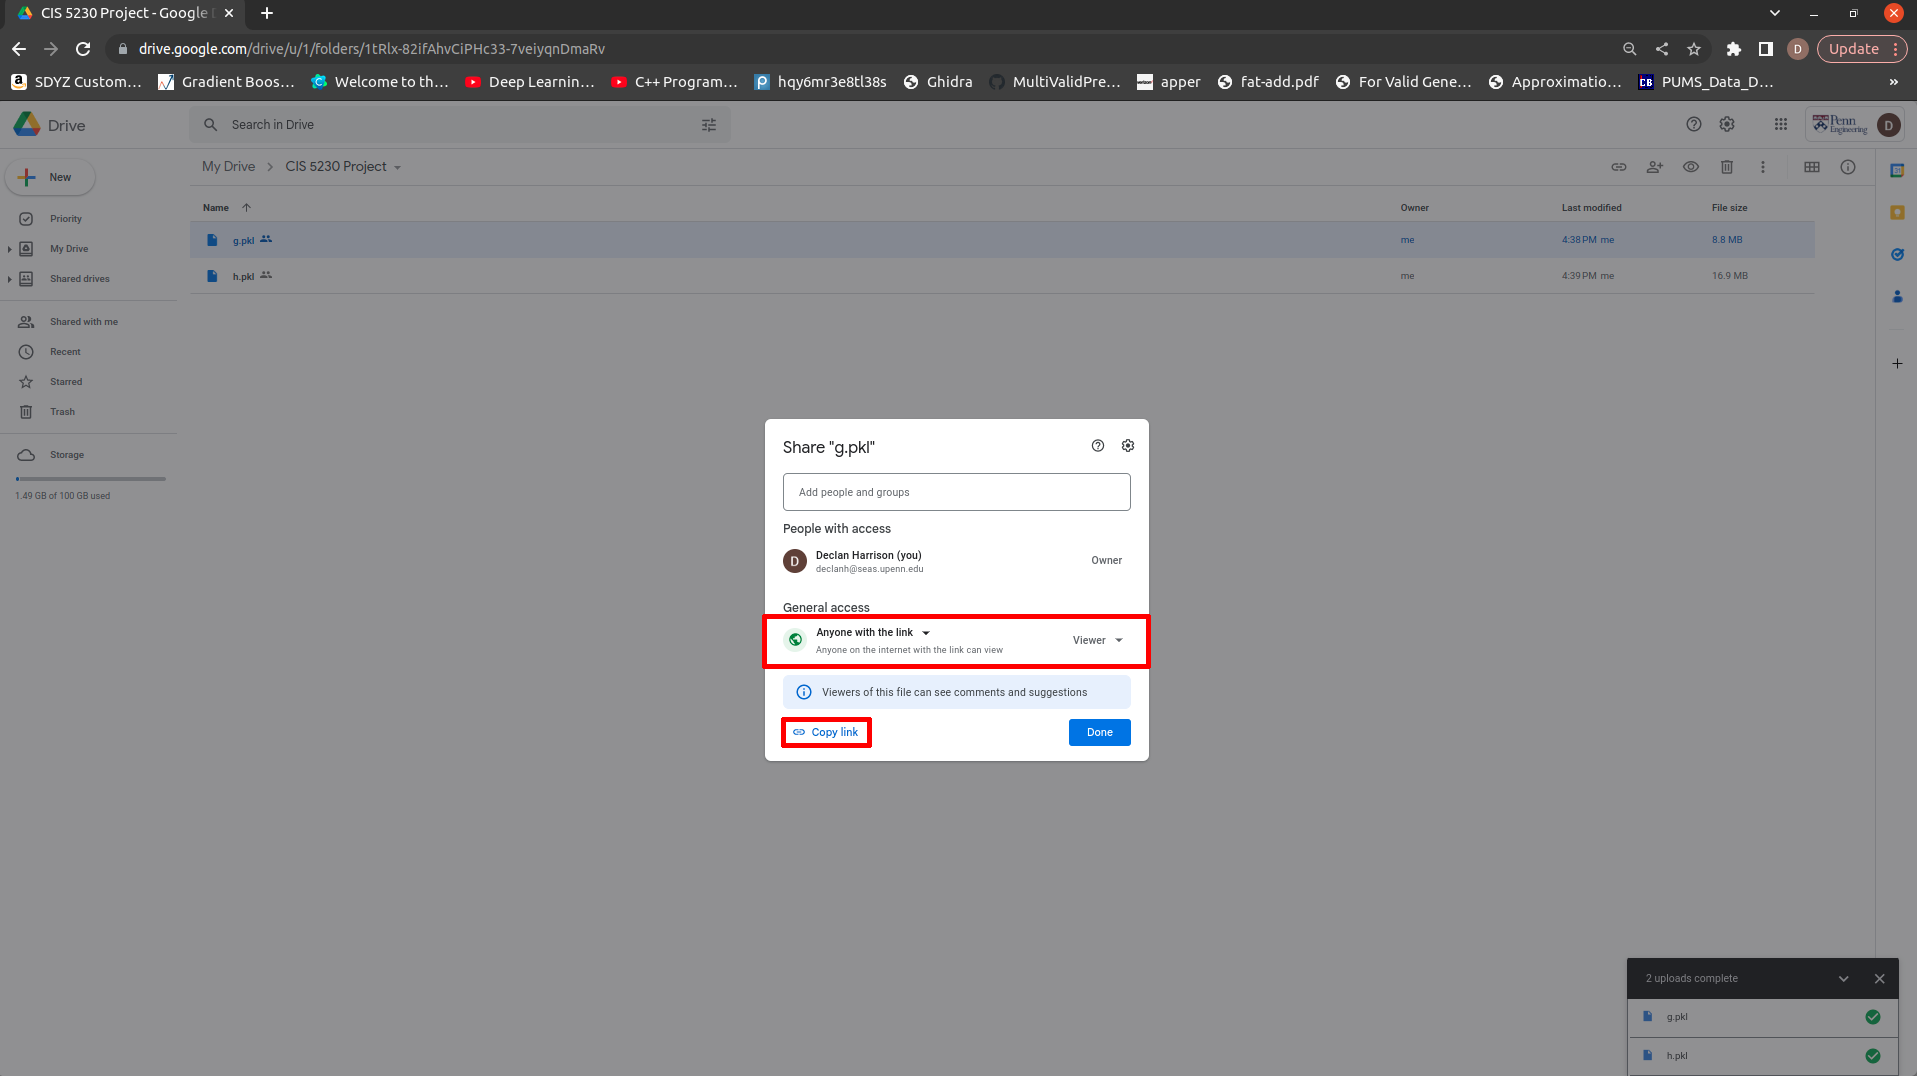 CIS 5230 Project - Google
drive.google.com/drive/u/1/folders/1tRlx-82ifAhvCiPHc33-7veiyqnDmaRv
D
Update
SDYZ Custom… Gradient Boos… Welcome to th… Deep Learnin… C++ Program… hqy6mr3e8tl38s Ghidra MultiValidPre… apper fat-add.pdf For Valid Gene… Approximatio… PUMS_Data_D… »
Drive
Search in Drive
Penn Engineering
D
New
My Drive > CIS 5230 Project
Name Owner Last modified File size
g.pkl me 4:38 PM me 8.8 MB
h.pkl me 4:39 PM me 16.9 MB
Priority
My Drive
Shared drives
Shared with me
Recent
Starred
Trash
Storage
1.49 GB of 100 GB used
Share "g.pkl"
Add people and groups
People with access
D
Declan Harrison (you)
declanh@seas.upenn.edu
Owner
General access
Anyone with the link
Anyone on the internet with the link can view
Viewer
Viewers of this file can see comments and suggestions
Copy link
Done
2 uploads complete
g.pkl
h.pkl